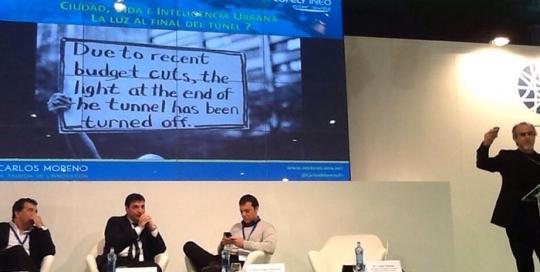 CIUDAD, VIDA E INTELIGENCIA URBANA
LA LUZ AL FINAL DEL TUNEL ?
Due to recent
budget cuts, the
light at the end of
the tunnel has been
turned off.
CARLOS MORENO